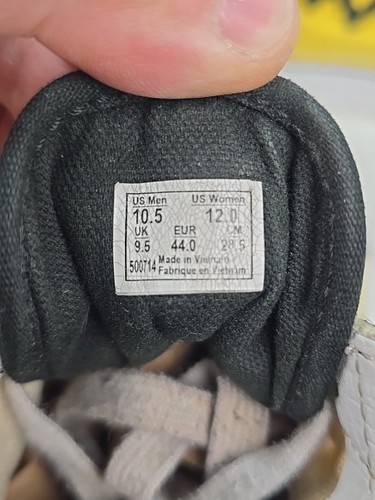 US Men US Women
10.5 12.0
UK EUR CM
9.5 44.0 28.5
500714 Made in Vietnam
Fabrique en Vietnam